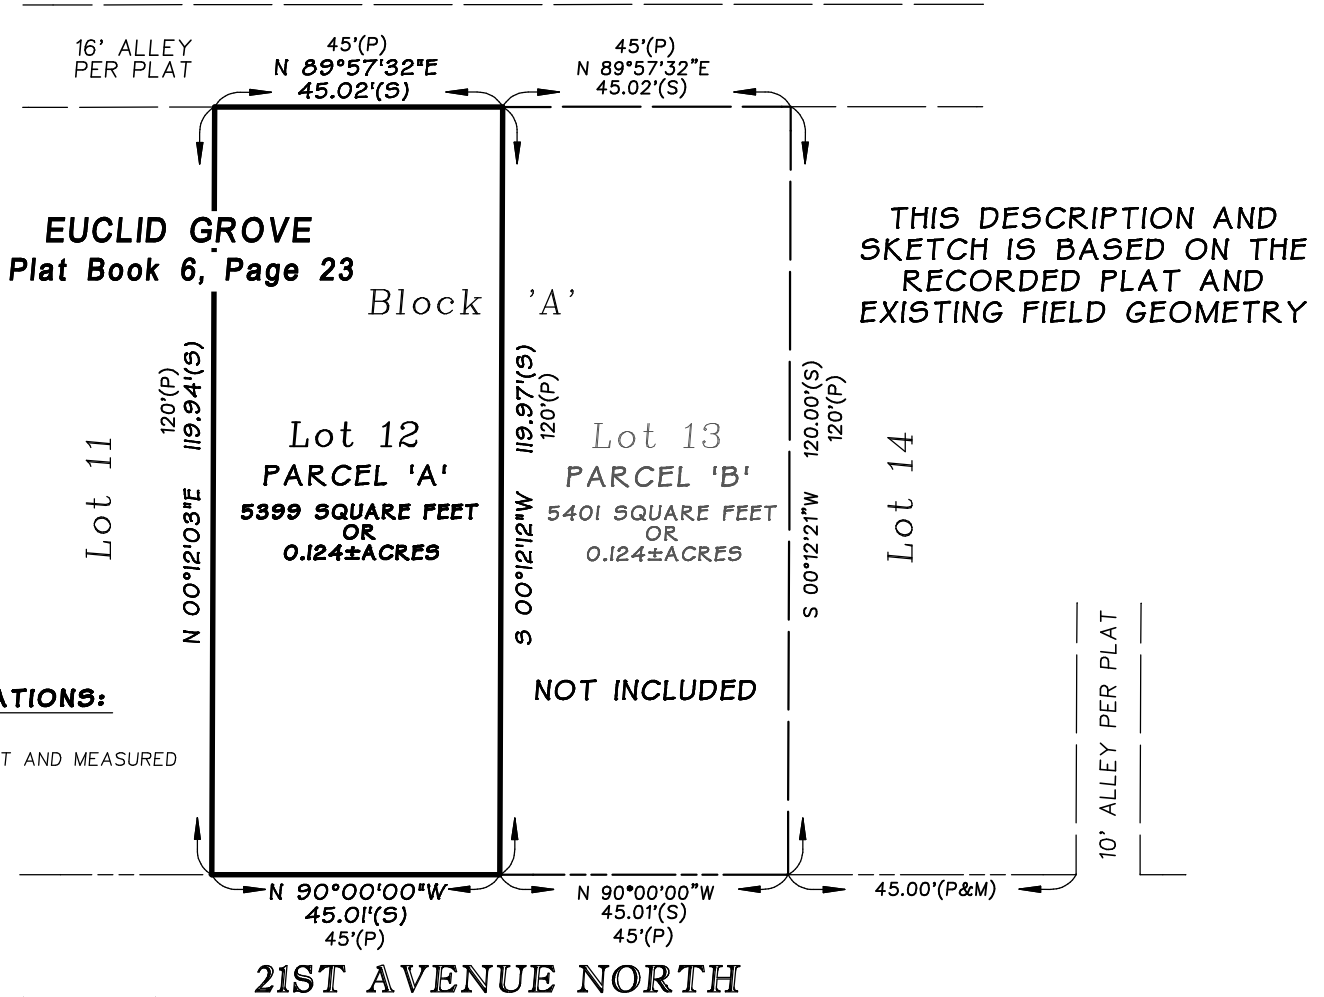 16' ALLEY
PER PLAT
45'(P)
N 89°57'32"E
45.02'(S)
45'(P)
N 89°57'32"E
45.02'(S)
EUCLID GROVE
Plat Book 6, Page 23
Block 'A'
THIS DESCRIPTION AND
SKETCH IS BASED ON THE
RECORDED PLAT AND
EXISTING FIELD GEOMETRY
Lot 11
120'(P)
N 00°12'03"E 119.94'(S)
Lot 12
PARCEL 'A'
5399 SQUARE FEET
OR
0.124±ACRES
S 00°12'12"W 119.97'(S)
120'(P)
Lot 13
PARCEL 'B'
5401 SQUARE FEET
OR
0.124±ACRES
NOT INCLUDED
S 00°12'21"W 120.00'(S)
120'(P)
Lot 14
10' ALLEY PER PLAT
ATIONS:
T AND MEASURED
N 90°00'00"W
45.01'(S)
45'(P)
N 90°00'00"W
45.01'(S)
45'(P)
45.00'(P&M)
21ST AVENUE NORTH